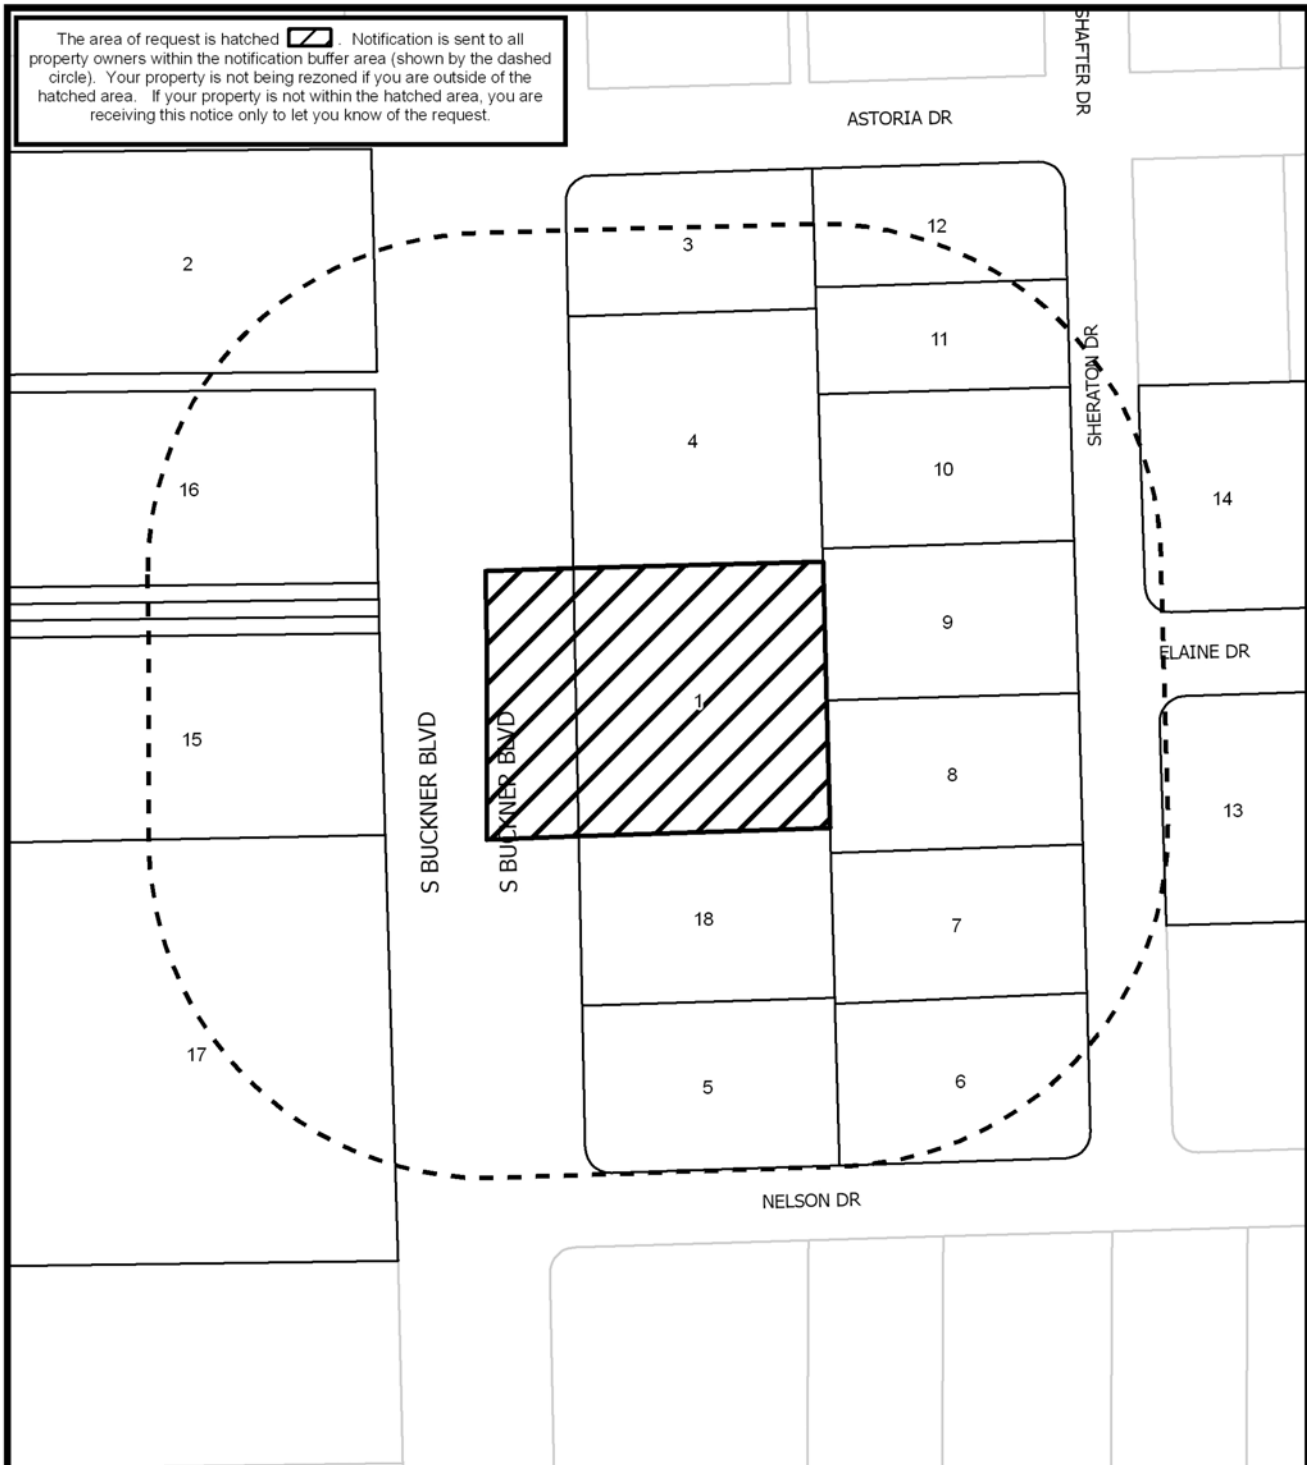 The area of request is hatched . Notification is sent to all
property owners within the notification buffer area (shown by the dashed
circle). Your property is not being rezoned if you are outside of the
hatched area. If your property is not within the hatched area, you are
receiving this notice only to let you know of the request.
SHAFTER DR
ASTORIA DR
2
3
12
11
SHERATON DR
4
10
16
14
9
ELAINE DR
1
15
8
S BUCKNER BLVD
S BUCKNER BLVD
13
18
7
17
5
6
NELSON DR